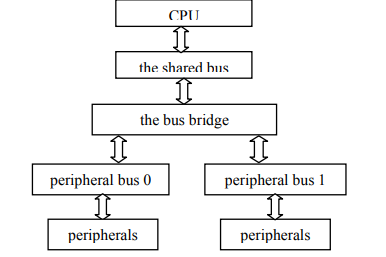 CPU
the shared bus
the bus bridge
peripheral bus 0
peripheral bus 1
peripherals
peripherals